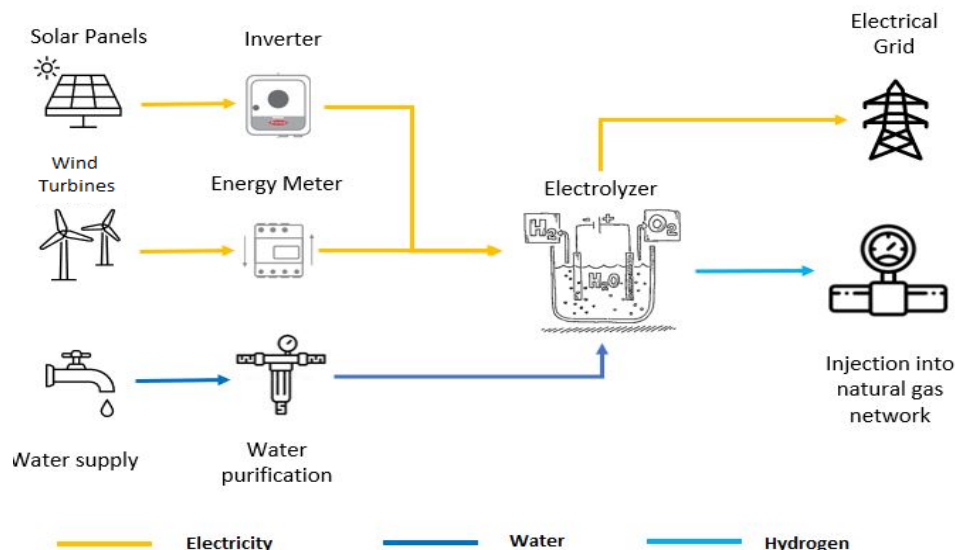 Solar Panels
Inverter
Electrical
Grid
Wind
Turbines
Energy Meter
Electrolyzer
H₂
- +
O₂
H₂O
Water supply
Water
purification
Injection into
natural gas
network
Electricity
Water
Hydrogen